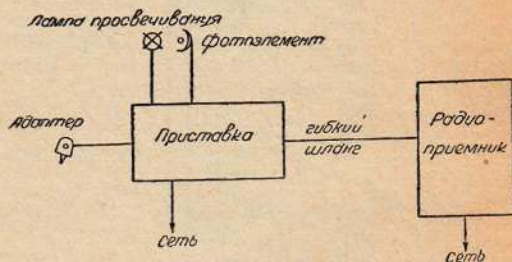 Лампа просвечивания
фотоэлемент
Адаптер
Приставка
гибкий
шланг
Радио-
приемник
сеть
сеть